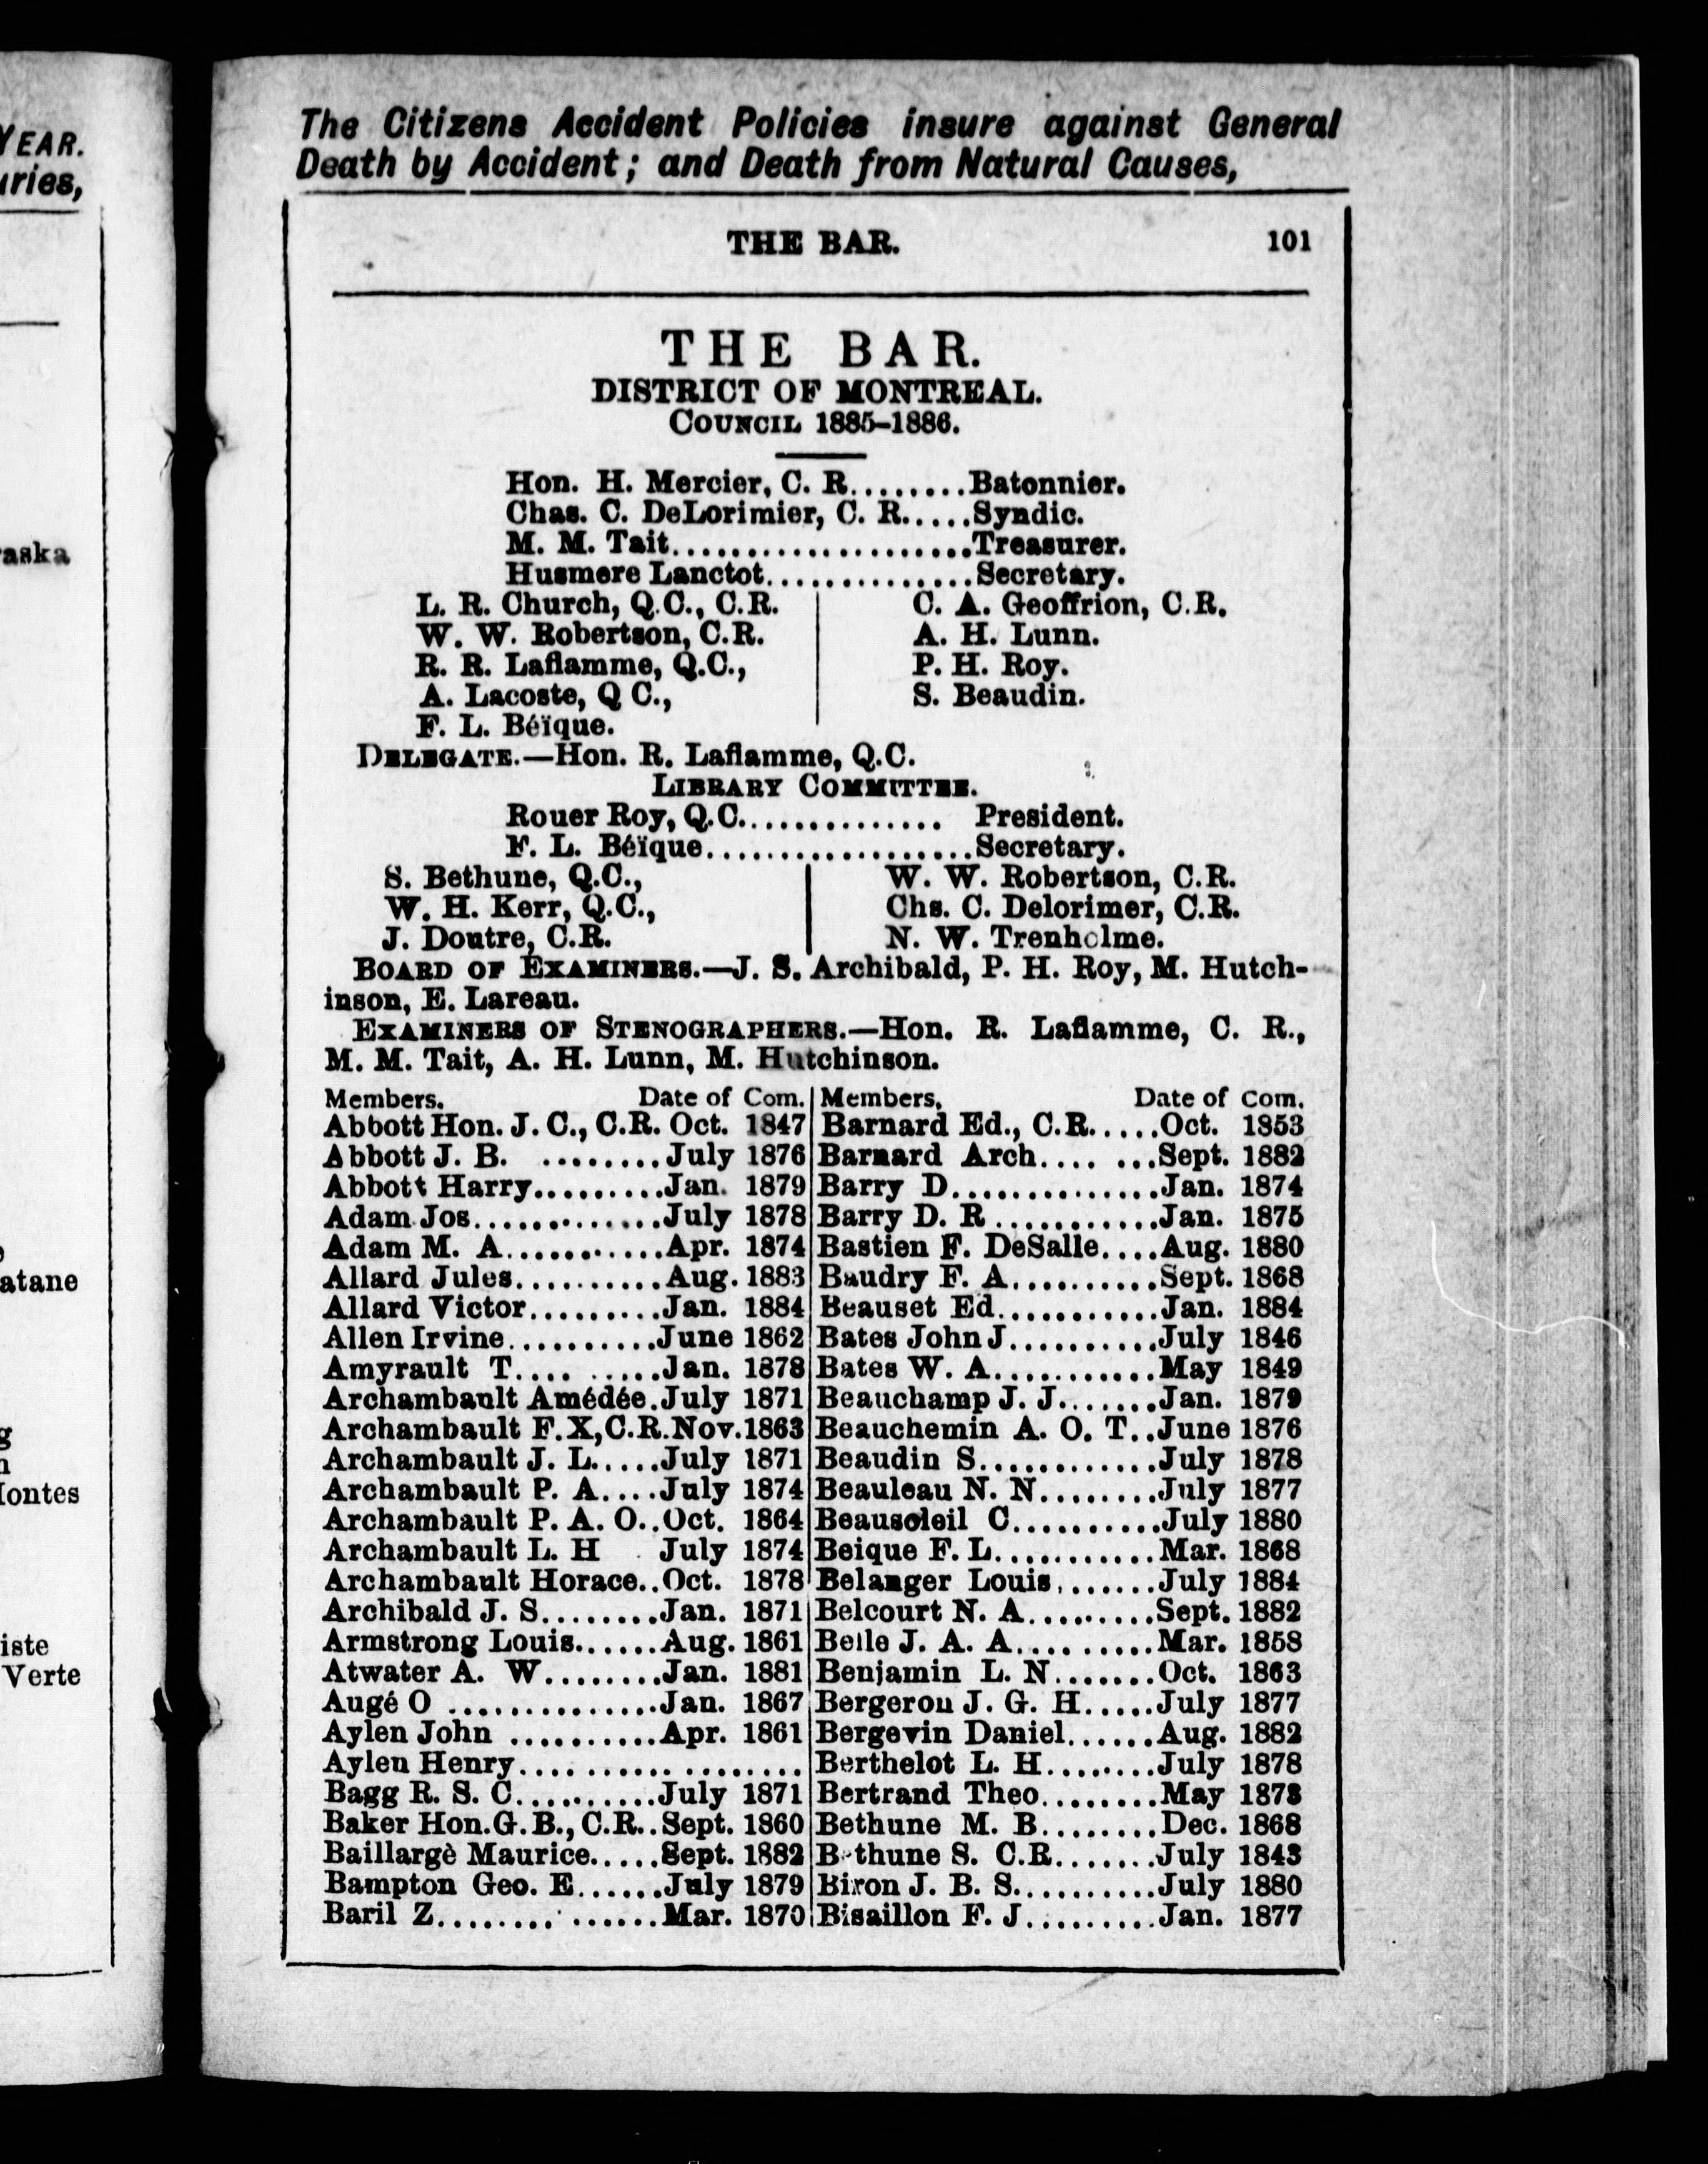 YEAR.
uries,
raska
atane
g
n
Iontes
iste
Verte
The Citizens Accident Policies insure against General
Death by Accident; and Death from Natural Causes,
THE BAR. 101
THE BAR.
DISTRICT OF MONTREAL.
COUNCIL 1885-1886.
Hon. H. Mercier, C. R........Batonnier.
Chas. C. DeLorimier, C. R.....Syndic.
M. M. Tait....................Treasurer.
Husmere Lanctot..............Secretary.
L. R. Church, Q.C., C.R. C. A. Geoffrion, C.R.
W. W. Robertson, C.R. A. H. Lunn.
R. R. Laflamme, Q.C., P. H. Roy.
A. Lacoste, Q C., S. Beaudin.
F. L. Béïque.
DELEGATE.—Hon. R. Laflamme, Q.C.
LIBRARY COMMITTEE.
Rouer Roy, Q.C.............. President.
F. L. Béïque..................Secretary.
S. Bethune, Q.C., W. W. Robertson, C.R.
W. H. Kerr, Q.C., Chs. C. Delorimer, C.R.
J. Doutre, C.R. N. W. Trenholme.
BOARD OF EXAMINERS.—J. S. Archibald, P. H. Roy, M. Hutch-
inson, E. Lareau.
EXAMINERS OF STENOGRAPHERS.—Hon. R. Laflamme, C. R.,
M. M. Tait, A. H. Lunn, M. Hutchinson.
Members. Date of Com.
Abbott Hon. J. C., C.R. Oct. 1847
Abbott J. B. ........July 1876
Abbott Harry.........Jan. 1879
Adam Jos.............July 1878
Adam M. A...........Apr. 1874
Allard Jules..........Aug. 1883
Allard Victor.........Jan. 1884
Allen Irvine..........June 1862
Amyrault T.... .....Jan. 1878
Archambault Amédée.July 1871
Archambault F.X,C.R.Nov.1863
Archambault J. L.....July 1871
Archambault P. A....July 1874
Archambault P. A. O..Oct. 1864
Archambault L. H . July 1874
Archambault Horace..Oct. 1878
Archibald J. S........Jan. 1871
Armstrong Louis......Aug. 1861
Atwater A. W........Jan. 1881
Augé O ..............Jan. 1867
Aylen John ..........Apr. 1861
Aylen Henry.... ....... ........
Bagg R. S. C..........July 1871
Baker Hon.G.B., C.R..Sept. 1860
Baillargè Maurice.....Sept. 1882
Bampton Geo. E......July 1879
Baril Z........ ......Mar. 1870
Members. Date of Com.
Barnard Ed., C.R.....Oct. 1853
Barnard Arch.... ...Sept. 1882
Barry D..............Jan. 1874
Barry D. R...........Jan. 1875
Bastien F. DeSalle....Aug. 1880
Baudry F. A..........Sept. 1868
Beauset Ed...........Jan. 1884
Bates John J..........July 1846
Bates W. A...........May 1849
Beauchamp J. J.......Jan. 1879
Beauchemin A. O. T..June 1876
Beaudin S............July 1878
Beauleau N. N........July 1877
Beausoleil C..........July 1880
Beique F. L...........Mar. 1868
Belanger Louis.......July 1884
Belcourt N. A.........Sept. 1882
Belle J. A. A..........Mar. 1858
Benjamin L. N.......Oct. 1863
Bergeron J. G. H.....July 1877
Bergevin Daniel......Aug. 1882
Berthelot L. H........July 1878
Bertrand Theo........May 1878
Bethune M. B........Dec. 1868
B-thune S. C.R.......July 1843
Biron J. B. S..........July 1880
Bisaillon F. J.........Jan. 1877